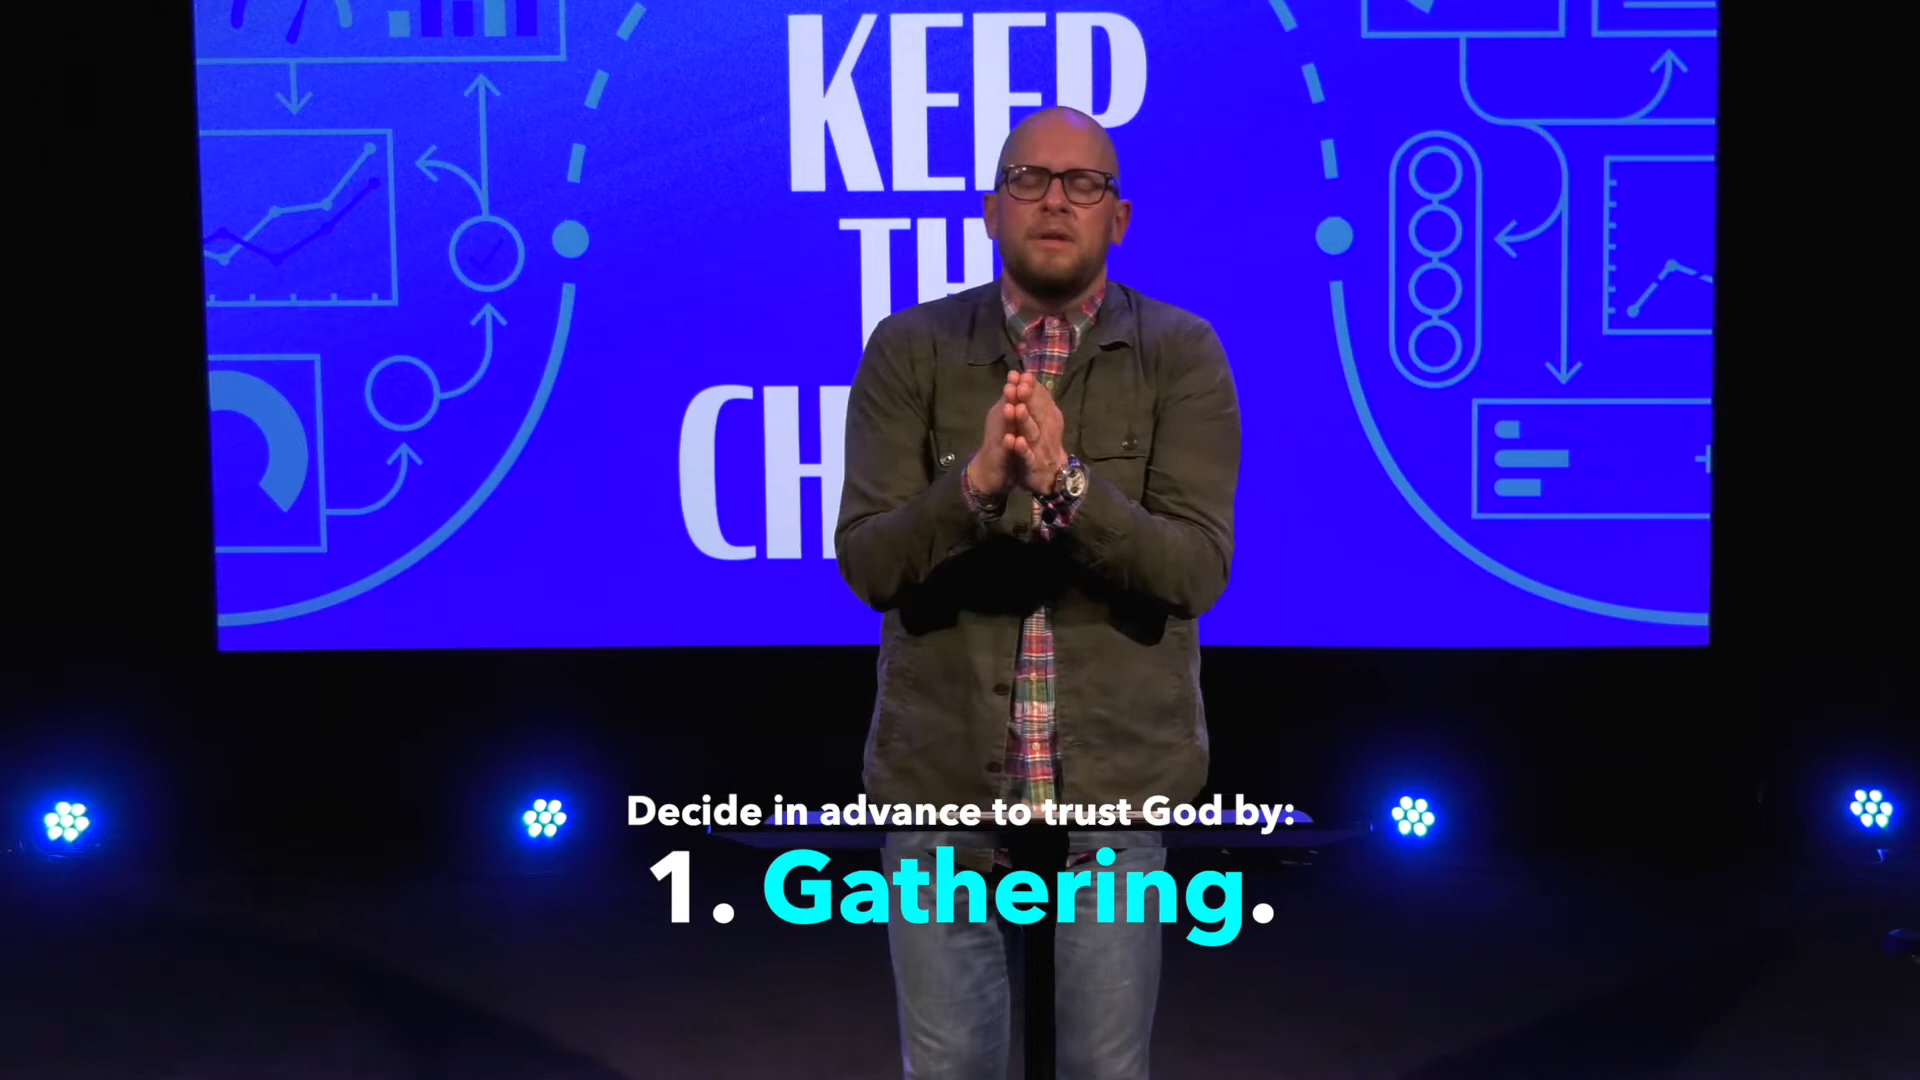 KEEP
TH
CH
Decide in advance to trust God by:
1. Gathering.